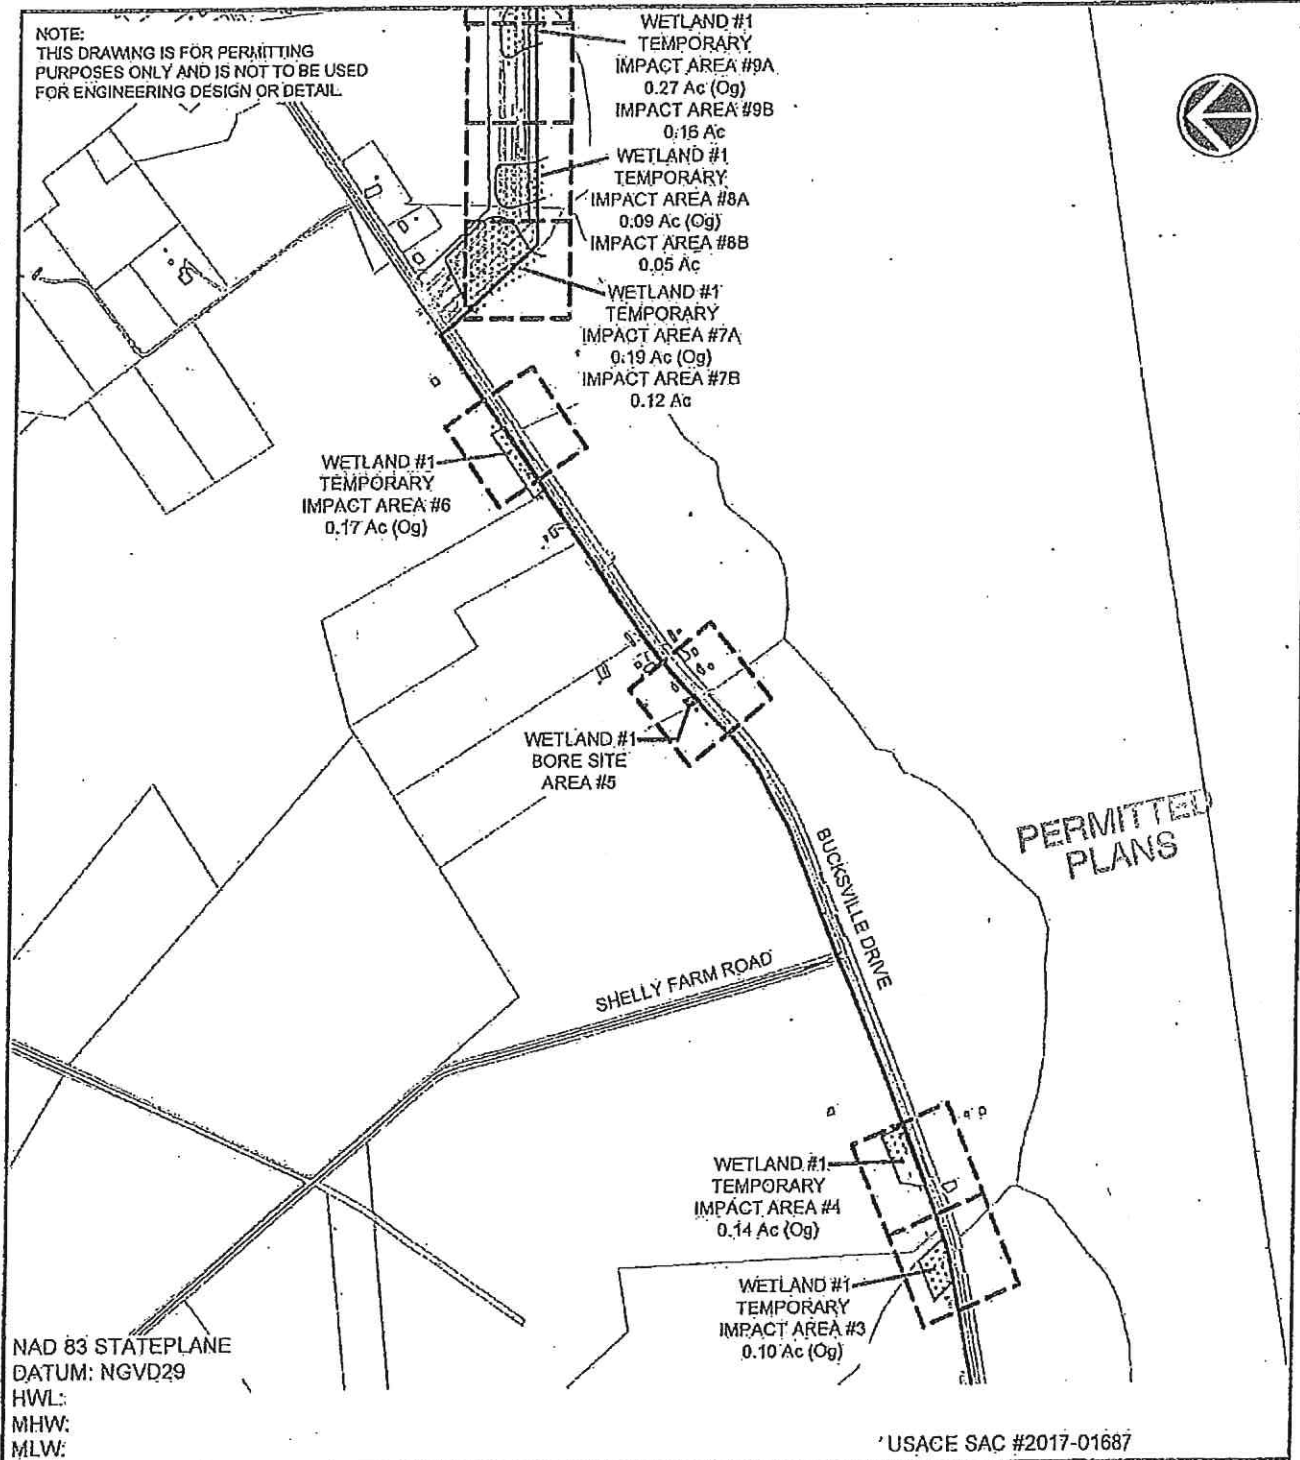 NOTE:
THIS DRAWING IS FOR PERMITTING
PURPOSES ONLY AND IS NOT TO BE USED
FOR ENGINEERING DESIGN OR DETAIL
WETLAND #1
TEMPORARY
IMPACT AREA #9A
0.27 Ac (Og)
IMPACT AREA #9B
0.16 Ac
WETLAND #1
TEMPORARY
IMPACT AREA #8A
0.09 Ac (Og)
IMPACT AREA #8B
0.05 Ac
WETLAND #1
TEMPORARY
IMPACT AREA #7A
0.19 Ac (Og)
IMPACT AREA #7B
0.12 Ac
WETLAND #1
TEMPORARY
IMPACT AREA #6
0.17 Ac (Og)
WETLAND #1
BORE SITE
AREA #5
PERMITTED
PLANS
BUCKSVILLE DRIVE
SHELLY FARM ROAD
WETLAND #1
TEMPORARY
IMPACT AREA #4
0.14 Ac (Og)
WETLAND #1
TEMPORARY
IMPACT AREA #3
0.10 Ac (Og)
NAD 83 STATEPLANE
DATUM: NGVD29
HWL:
MHW:
MLW:
USACE SAC #2017-01687